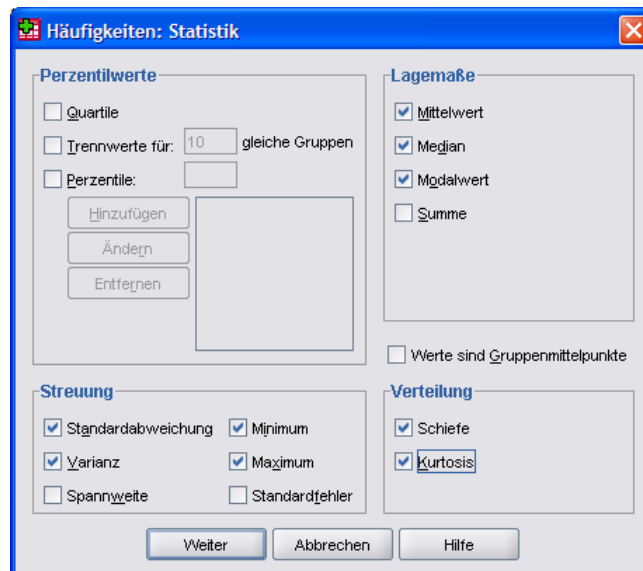 Häufigkeiten: Statistik
Perzentilwerte
Quartile
Trennwerte für: 10 gleiche Gruppen
Perzentile:
Hinzufügen
Ändern
Entfernen
Lagemaße
Mittelwert
Median
Modalwert
Summe
Werte sind Gruppenmittelpunkte
Streuung
Standardabweichung Minimum
Varianz Maximum
Spannweite Standardfehler
Verteilung
Schiefe
Kurtosis
Weiter Abbrechen Hilfe